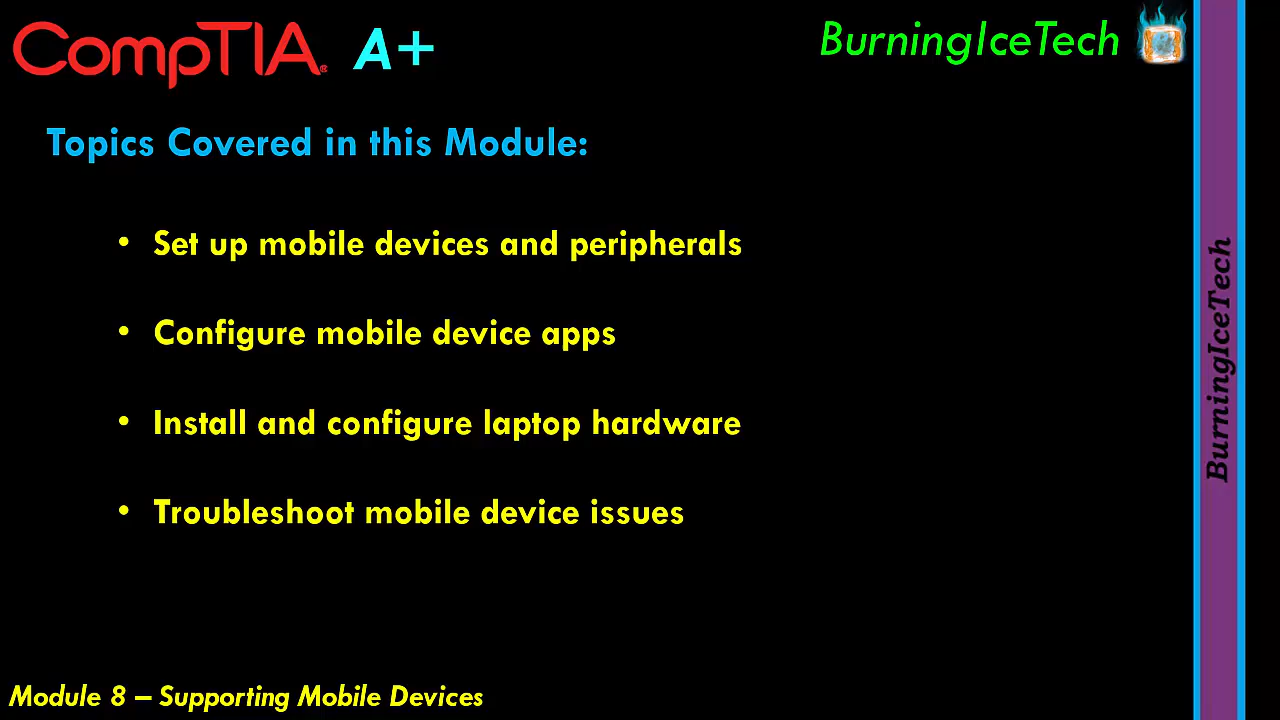 CompTIA® A+
BurningIceTech
Topics Covered in this Module:
• Set up mobile devices and peripherals
• Configure mobile device apps
• Install and configure laptop hardware
• Troubleshoot mobile device issues
BurningIceTech
Module 8 – Supporting Mobile Devices